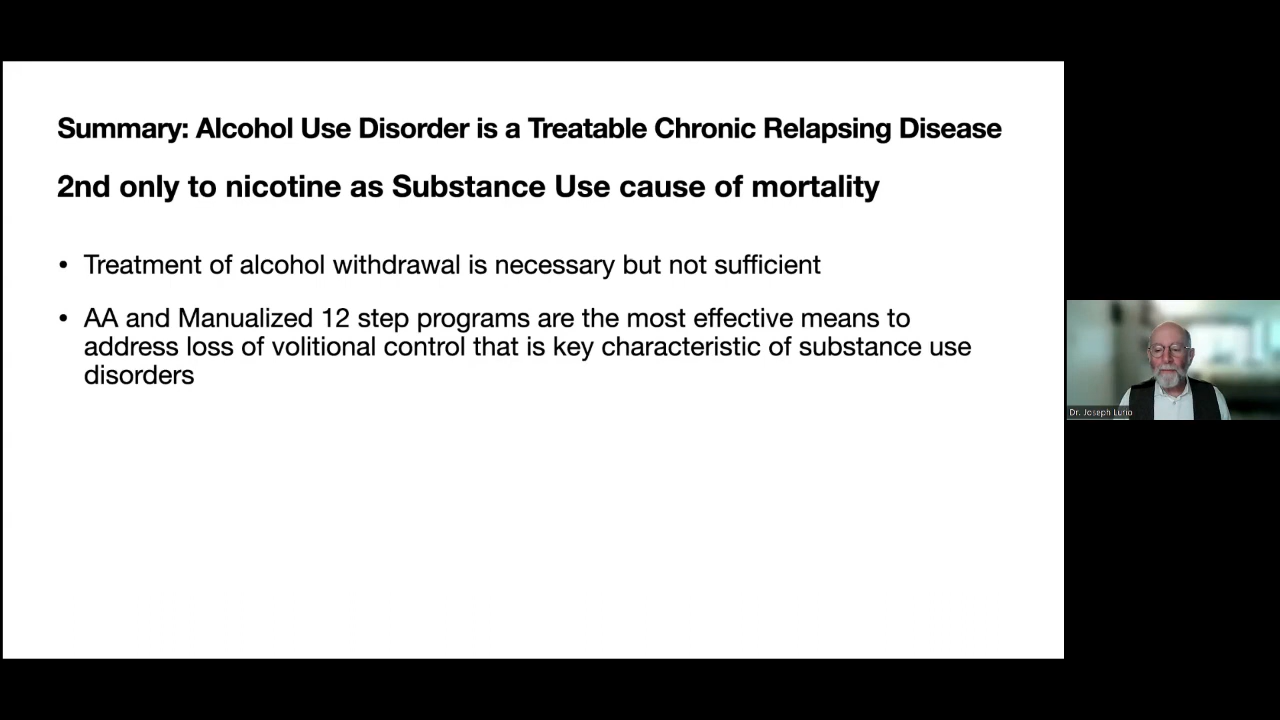 Summary: Alcohol Use Disorder is a Treatable Chronic Relapsing Disease
2nd only to nicotine as Substance Use cause of mortality
• Treatment of alcohol withdrawal is necessary but not sufficient
• AA and Manualized 12 step programs are the most effective means to
address loss of volitional control that is key characteristic of substance use
disorders
Dr. Joseph Lurio